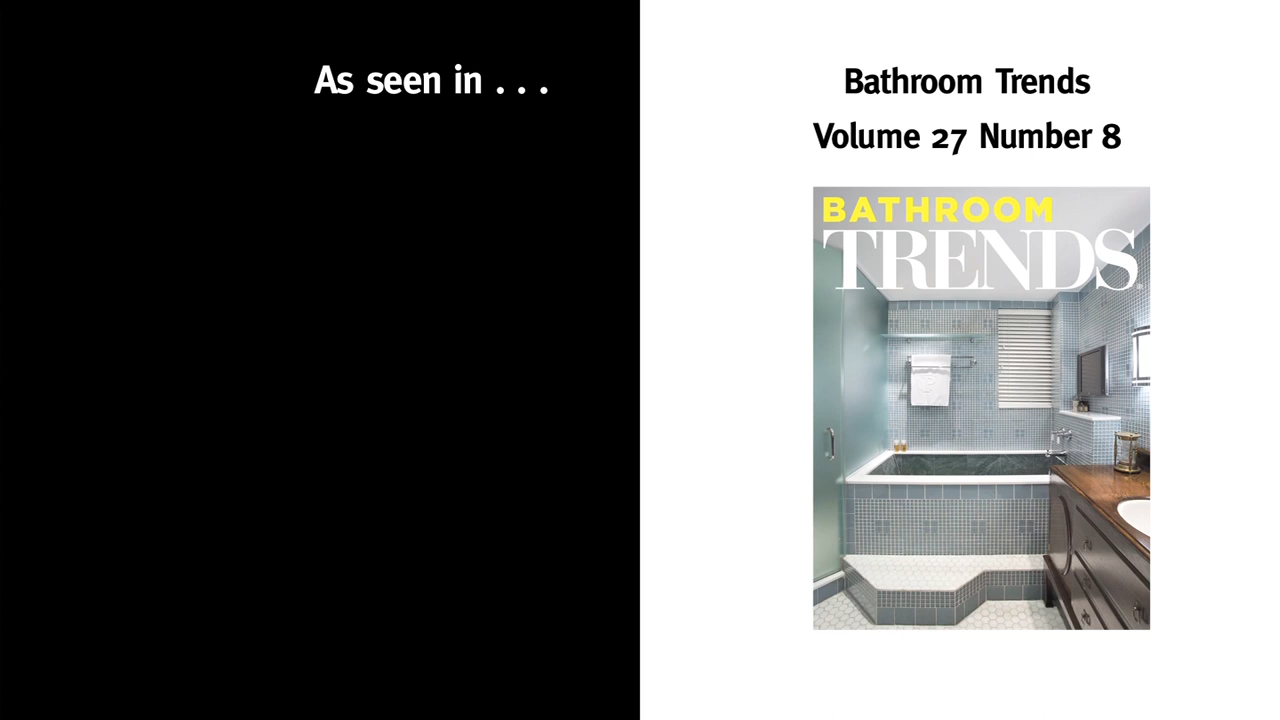 As seen in . . .
Bathroom Trends
Volume 27 Number 8
BATHROOM
TRENDS